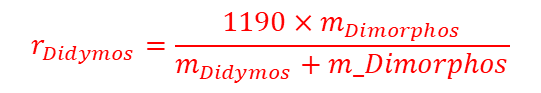 r_Didymos = 1190 × m_Dimorphos / m_Didymos + m_Dimorphos